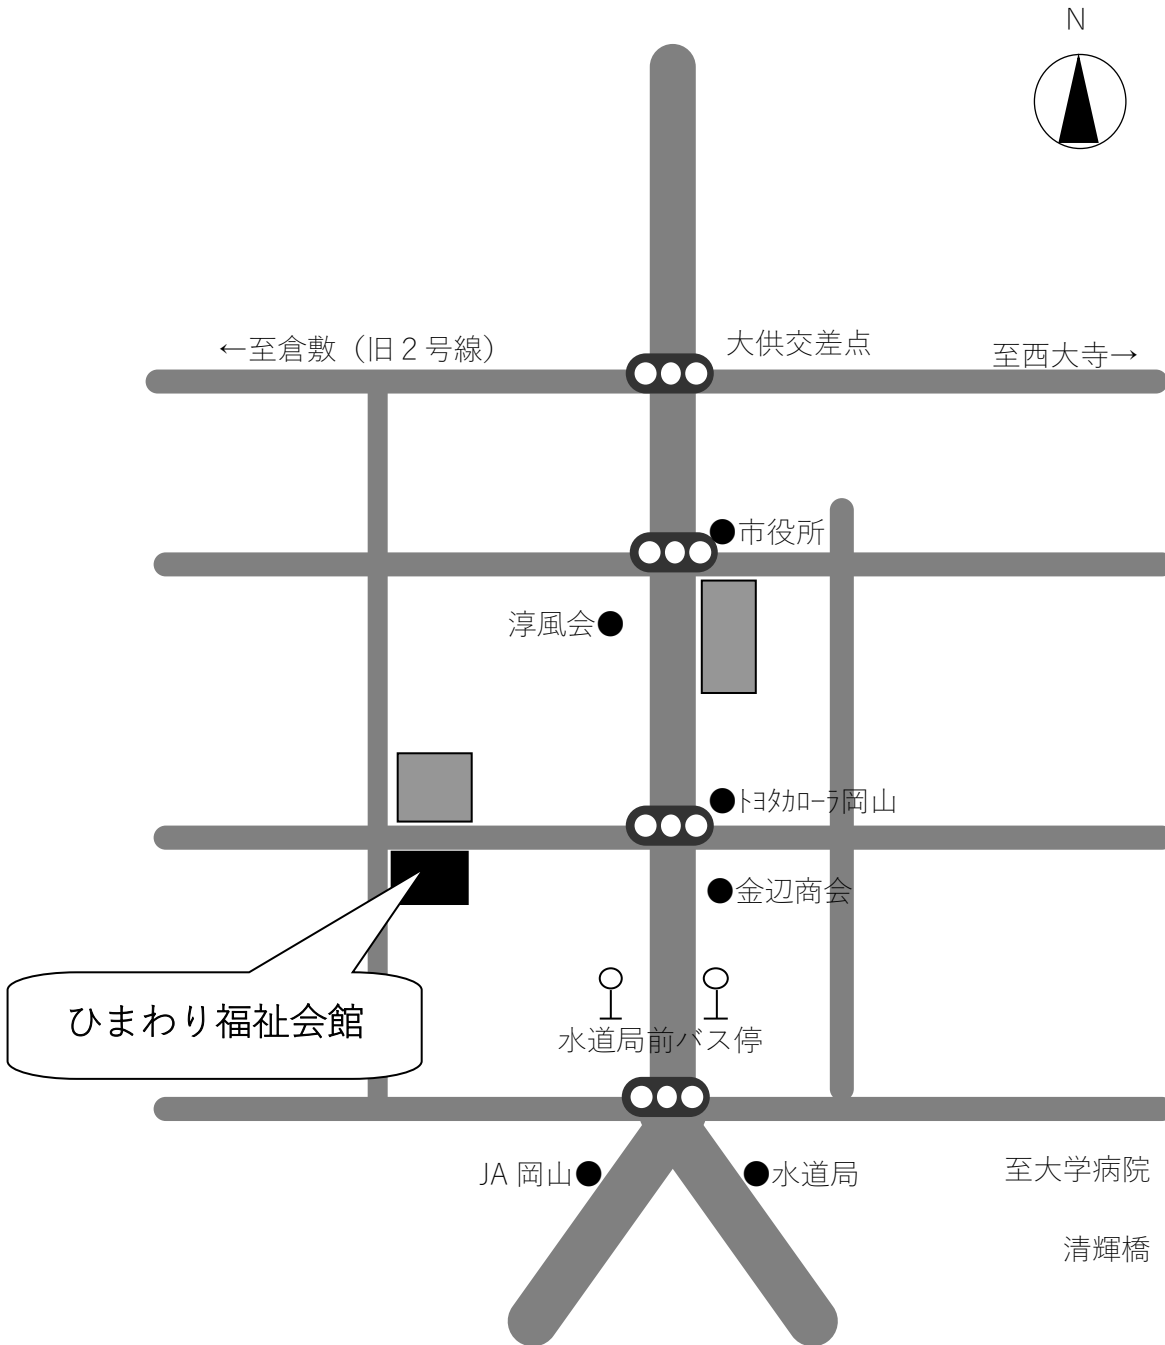 N
大供交差点
←至倉敷（旧２号線）
至西大寺→
市役所
淳風会
ﾄﾖﾀｶﾛｰﾗ岡山
金辺商会
ひまわり福祉会館
水道局前バス停
JA 岡山
水道局
至大学病院
清輝橋